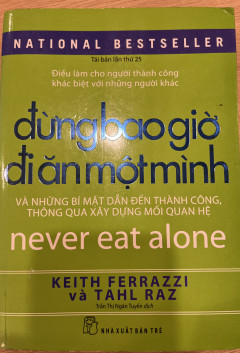 NATIONAL BESTSELLER
Tái bản lần thứ 25
Điều làm cho người thành công
khác biệt với những người khác
đừng bao giờ
đi ăn một mình
VÀ NHỮNG BÍ MẬT DẪN ĐẾN THÀNH CÔNG,
THÔNG QUA XÂY DỰNG MỐI QUAN HỆ
never eat alone
KEITH FERRAZZI
và TAHL RAZ
Trần Thị Ngân Tuyến dịch
NHÀ XUẤT BẢN TRẺ